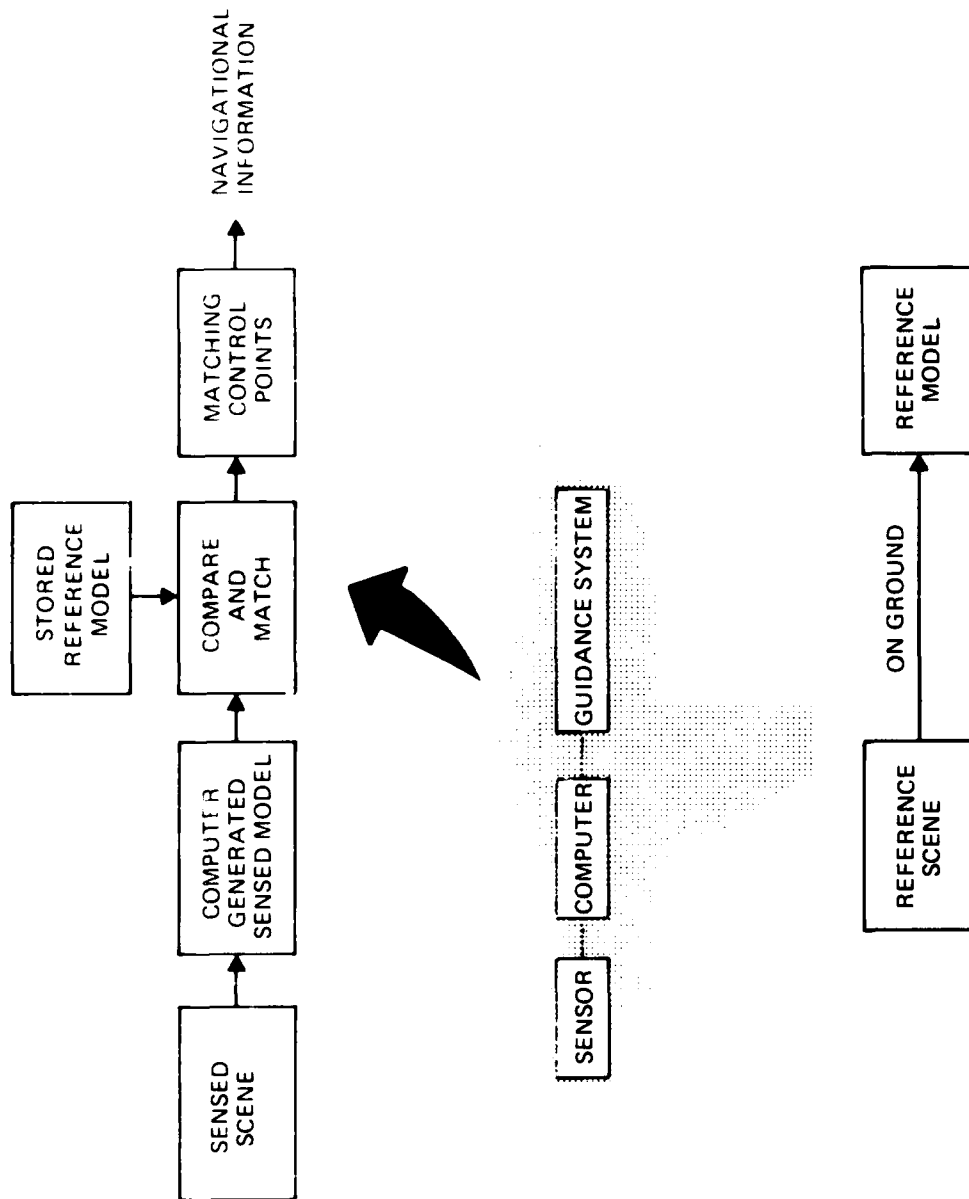 STORED
REFERENCE
MODEL
SENSED
SCENE
COMPUTER
GENERATED
SENSED MODEL
COMPARE
AND
MATCH
MATCHING
CONTROL
POINTS
NAVIGATIONAL
INFORMATION
SENSOR
COMPUTER
GUIDANCE SYSTEM
REFERENCE
SCENE
ON GROUND
REFERENCE
MODEL